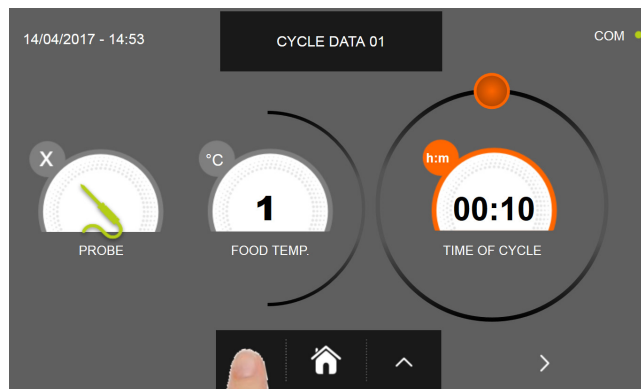 14/04/2017 - 14:53
CYCLE DATA 01
COM
X
°C
h:m
1
00:10
PROBE
FOOD TEMP.
TIME OF CYCLE